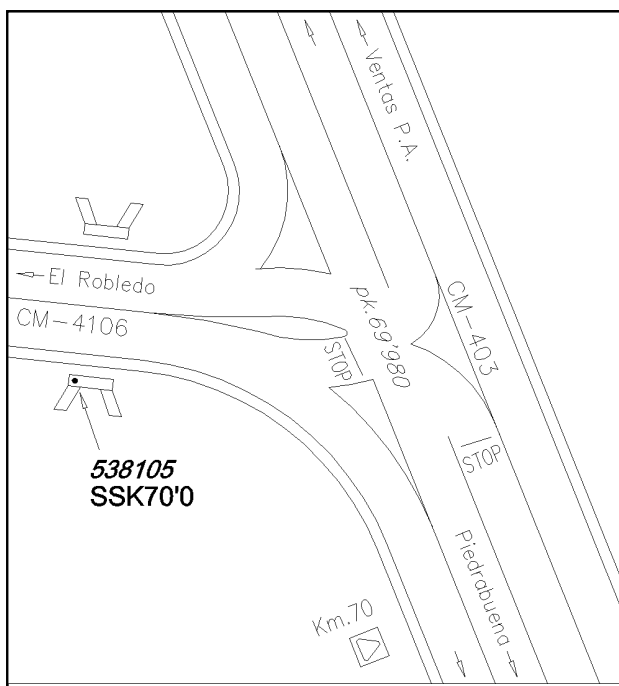 Ventas P.A.
El Robledo
CM-4106
pk.69'980
CM-403
STOP
STOP
538105
SSK70'0
Piedrabuena
Km.70